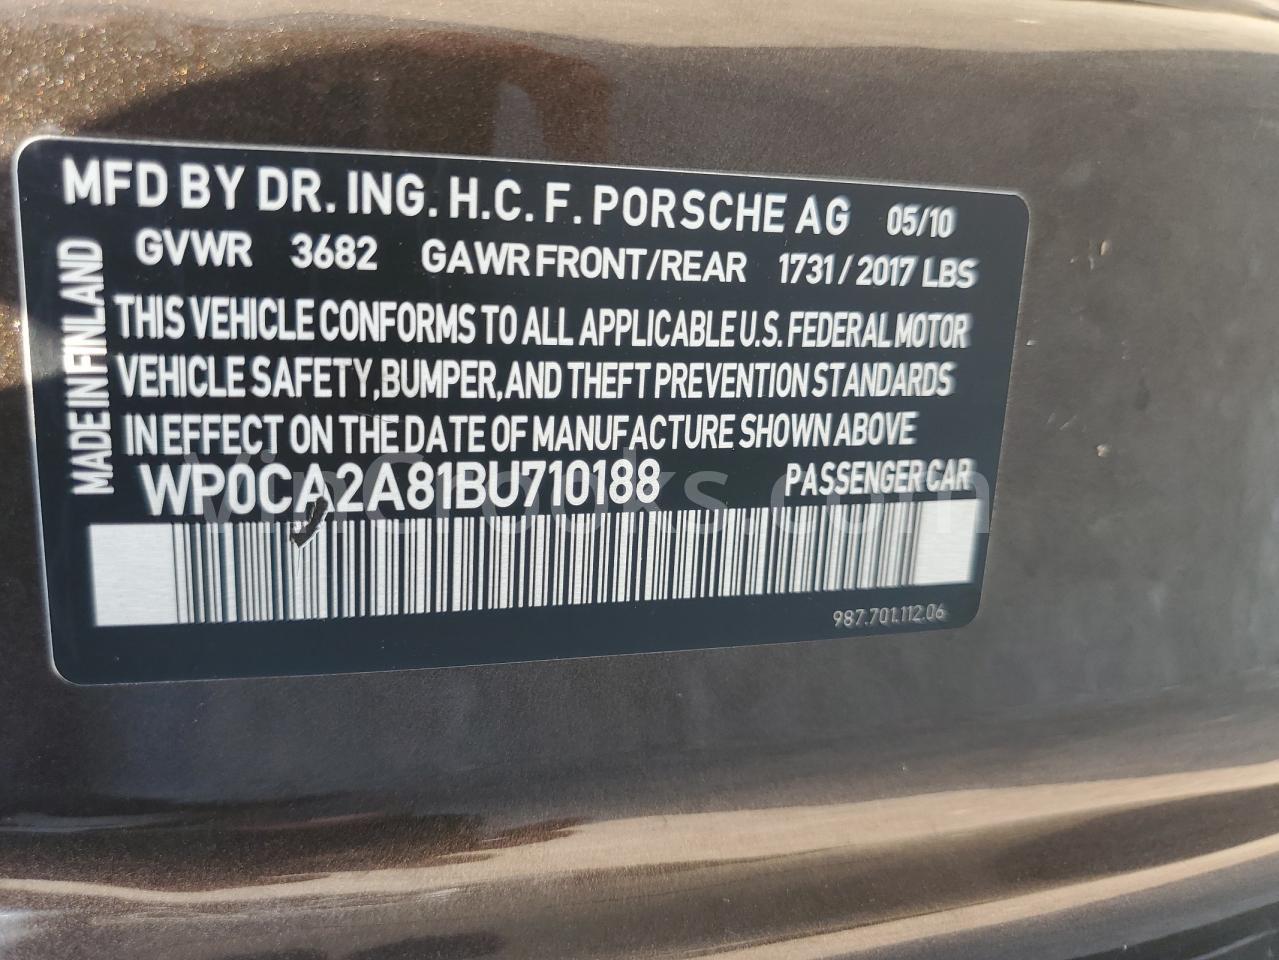 MFD BY DR. ING. H.C. F. PORSCHE AG 05/10
GVWR 3682 GAWR FRONT/REAR 1731/2017 LBS
MADE IN FINLAND
THIS VEHICLE CONFORMS TO ALL APPLICABLE U.S. FEDERAL MOTOR
VEHICLE SAFETY, BUMPER, AND THEFT PREVENTION STANDARDS
IN EFFECT ON THE DATE OF MANUFACTURE SHOWN ABOVE
WP0CA2A81BU710188 PASSENGER CAR
VinCrooks.com
987.701.112.06